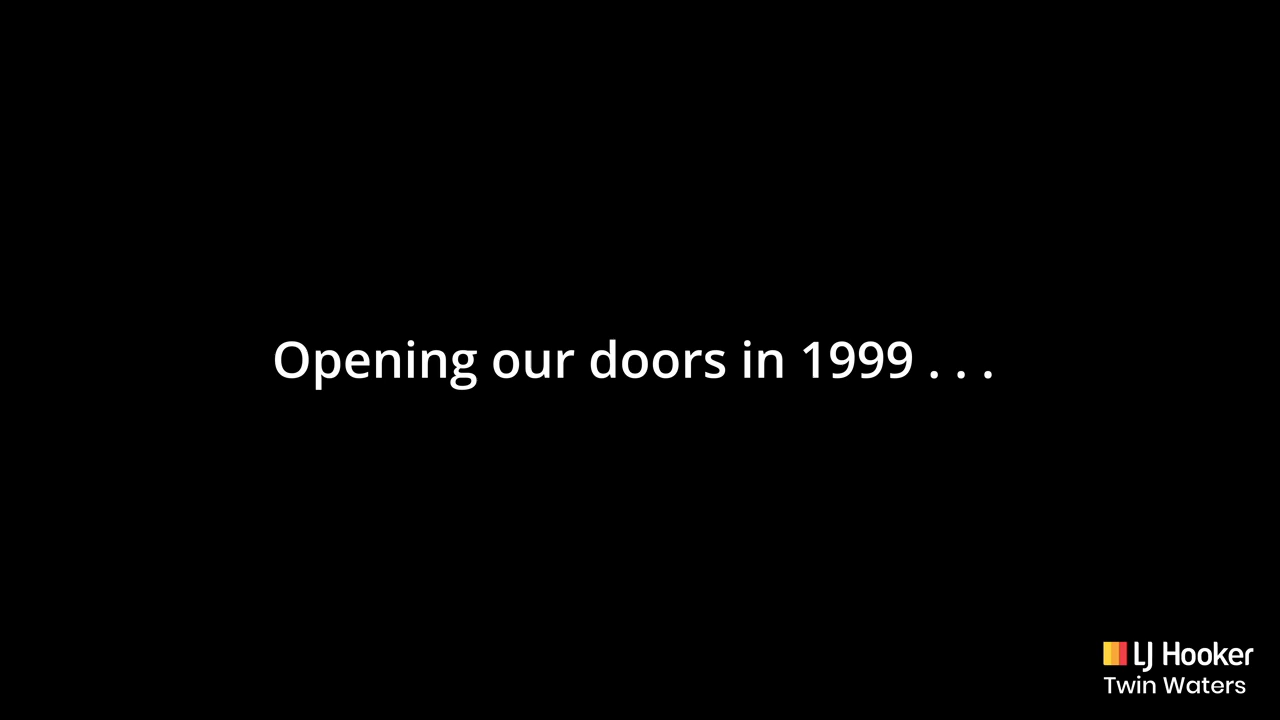 Opening our doors in 1999 . . .
LJ Hooker
Twin Waters